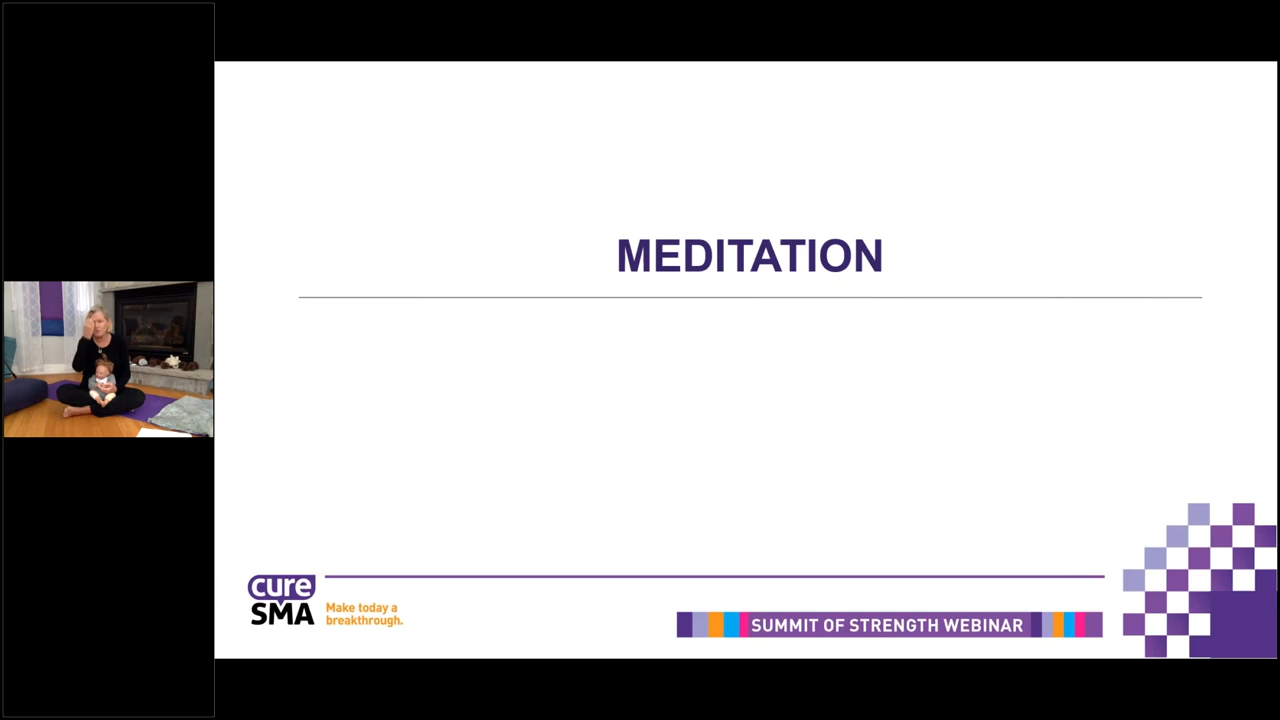 MEDITATION
cure
SMA
Make today a
breakthrough.
SUMMIT OF STRENGTH WEBINAR